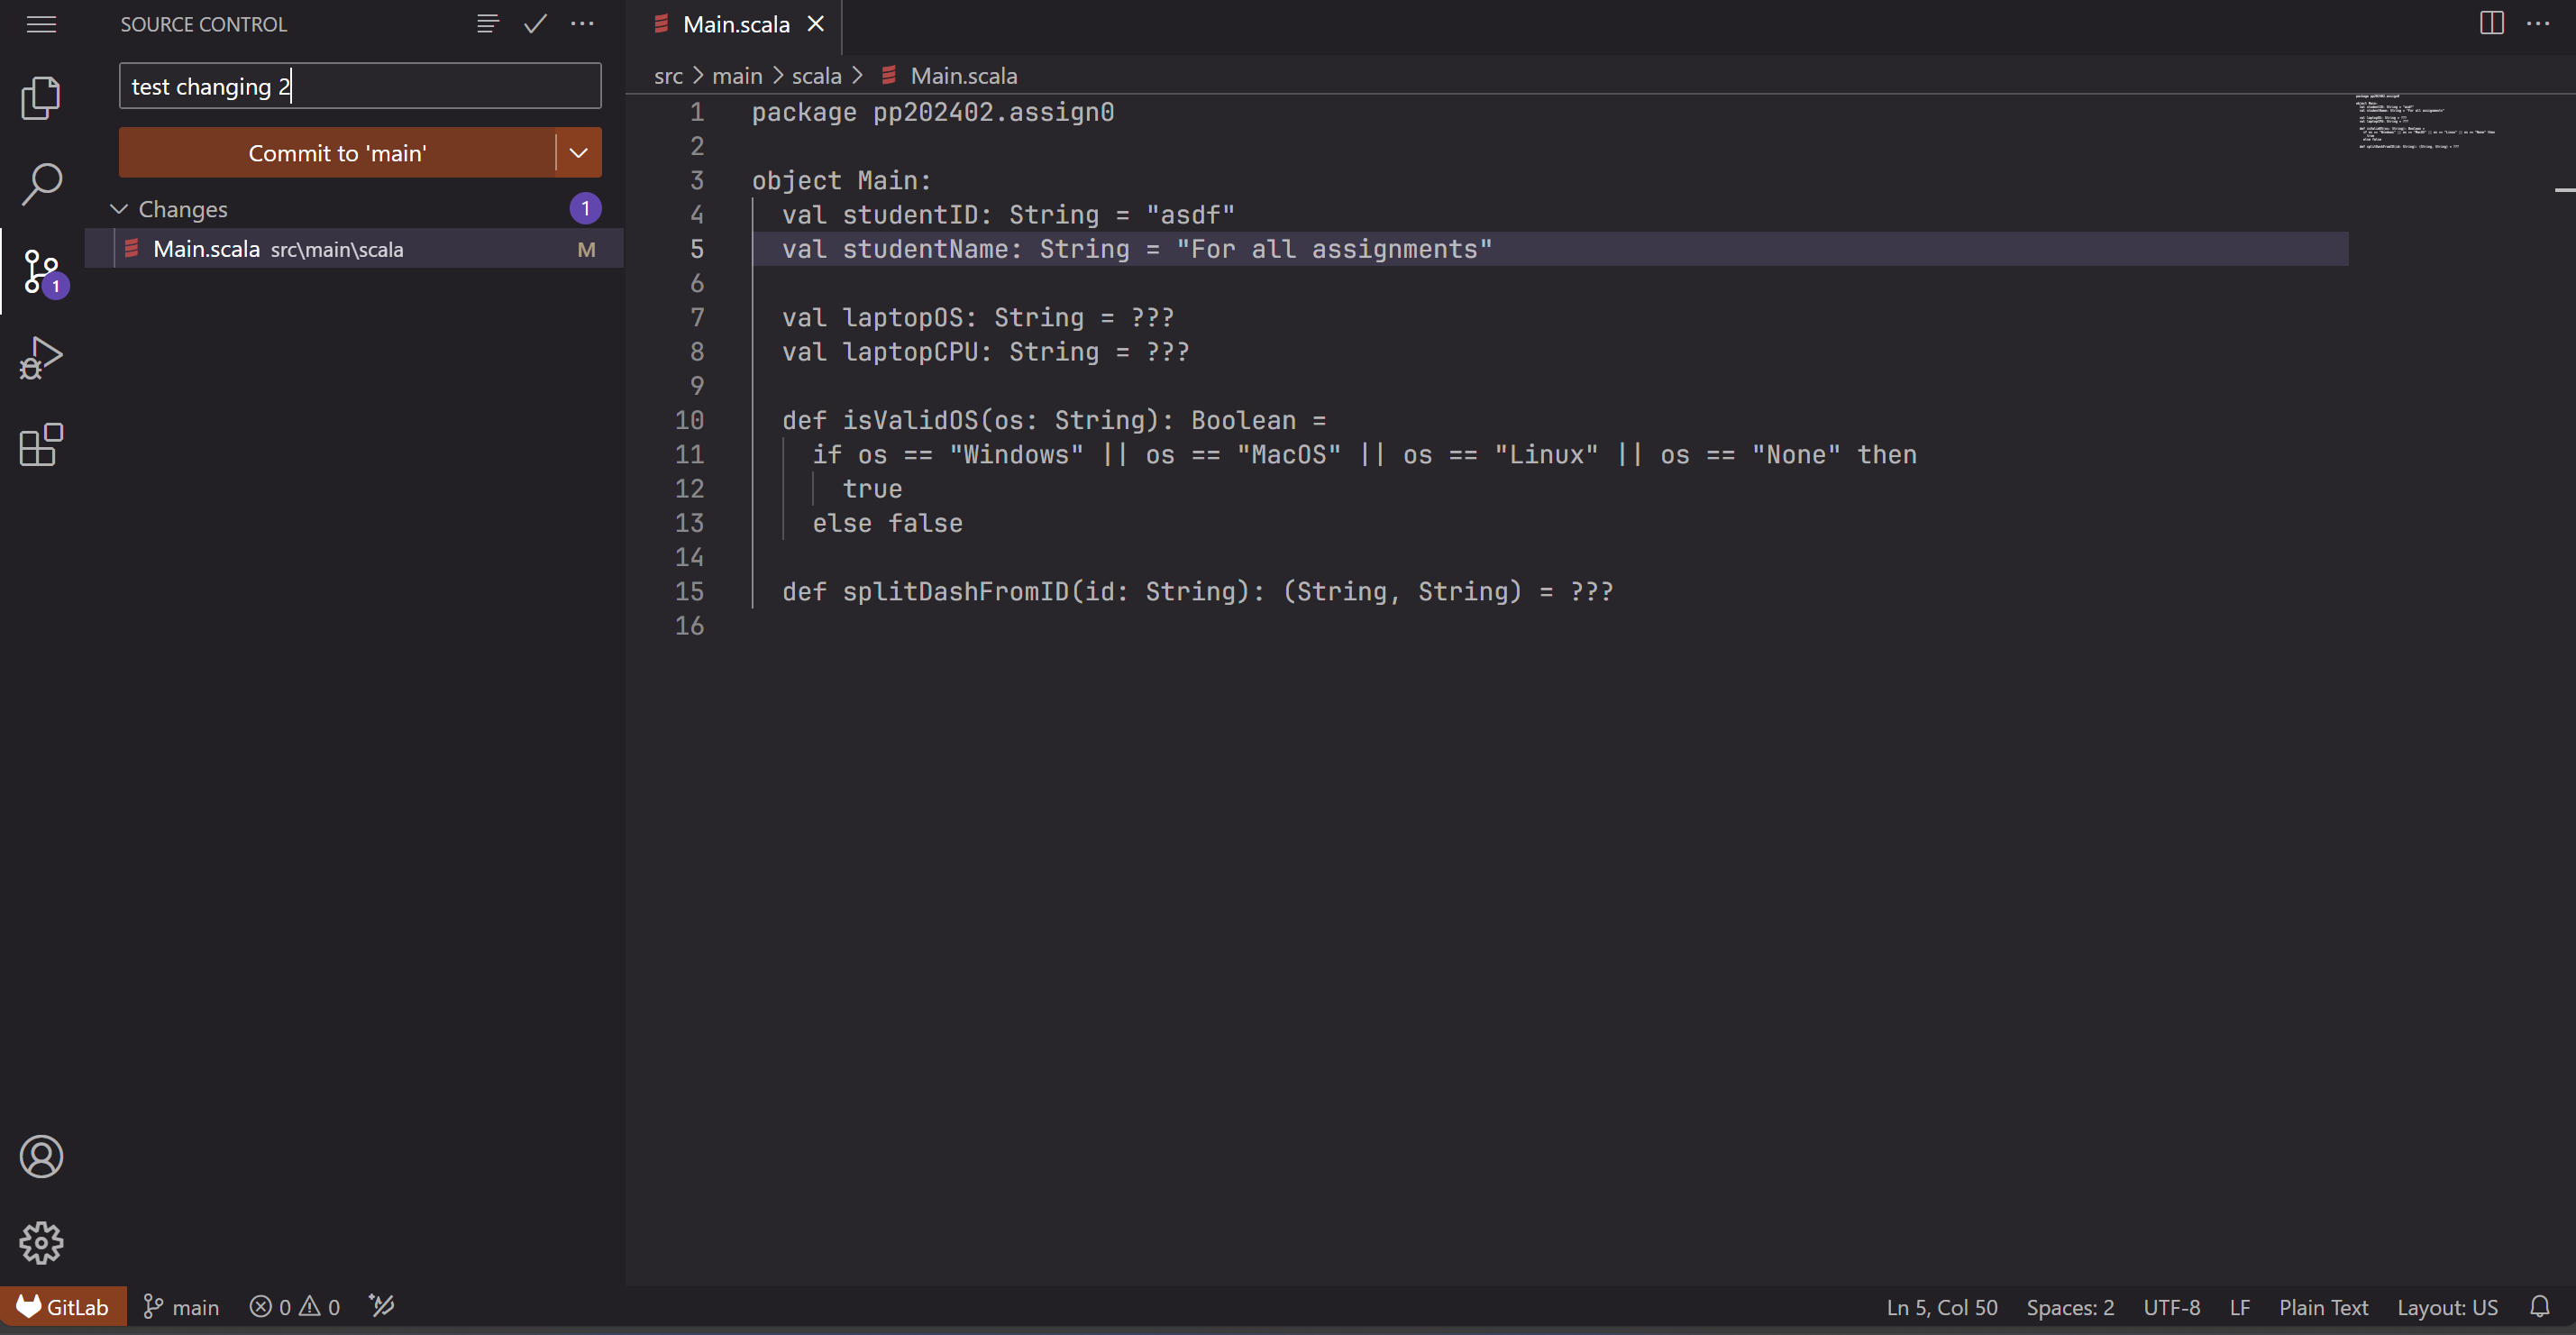 SOURCE CONTROL
test changing 2
Commit to 'main'
Changes 1
Main.scala src\main\scala M
1
Main.scala
src > main > scala > Main.scala
1 package pp202402.assign0
2
3 object Main:
4 val studentID: String = "asdf"
5 val studentName: String = "For all assignments"
6
7 val laptopOS: String = ???
8 val laptopCPU: String = ???
9
10 def isValidOS(os: String): Boolean =
11 if os == "Windows" || os == "MacOS" || os == "Linux" || os == "None" then
12 true
13 else false
14
15 def splitDashFromID(id: String): (String, String) = ???
16
GitLab main 0 0 Ln 5, Col 50 Spaces: 2 UTF-8 LF Plain Text Layout: US